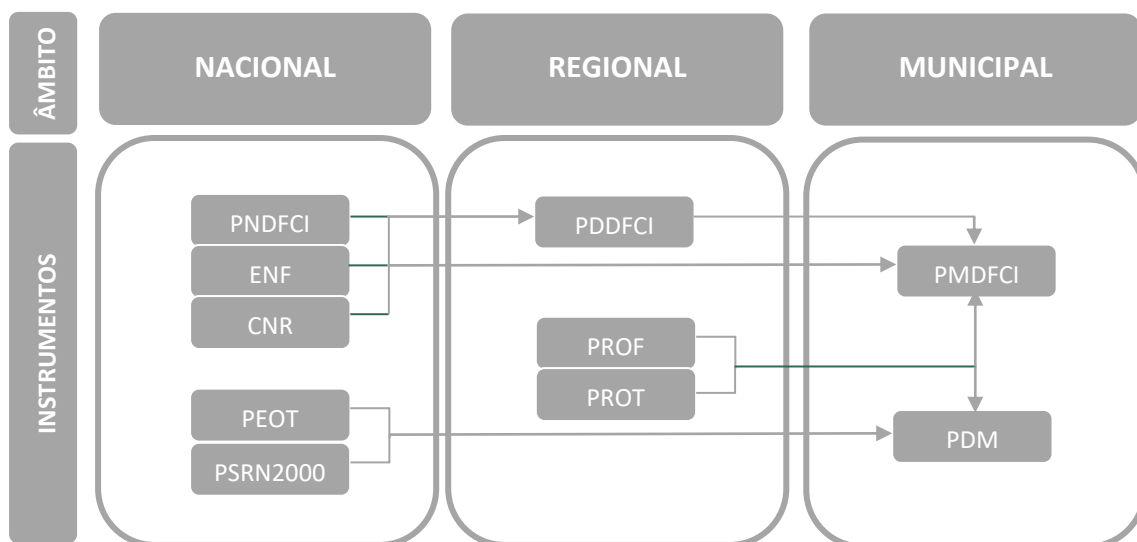 ÂMBITO
NACIONAL
REGIONAL
MUNICIPAL
INSTRUMENTOS
PNDFCI
ENF
CNR
PEOT
PSRN2000
PDDFCI
PROF
PROT
PMDFCI
PDM